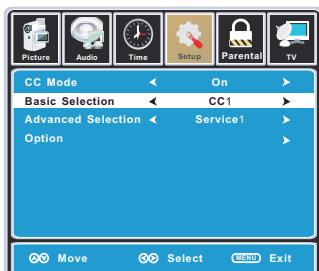 Picture Audio Time Setup Parental TV
CC Mode On
Basic Selection CC1
Advanced Selection Service1
Option
Move Select MENU Exit